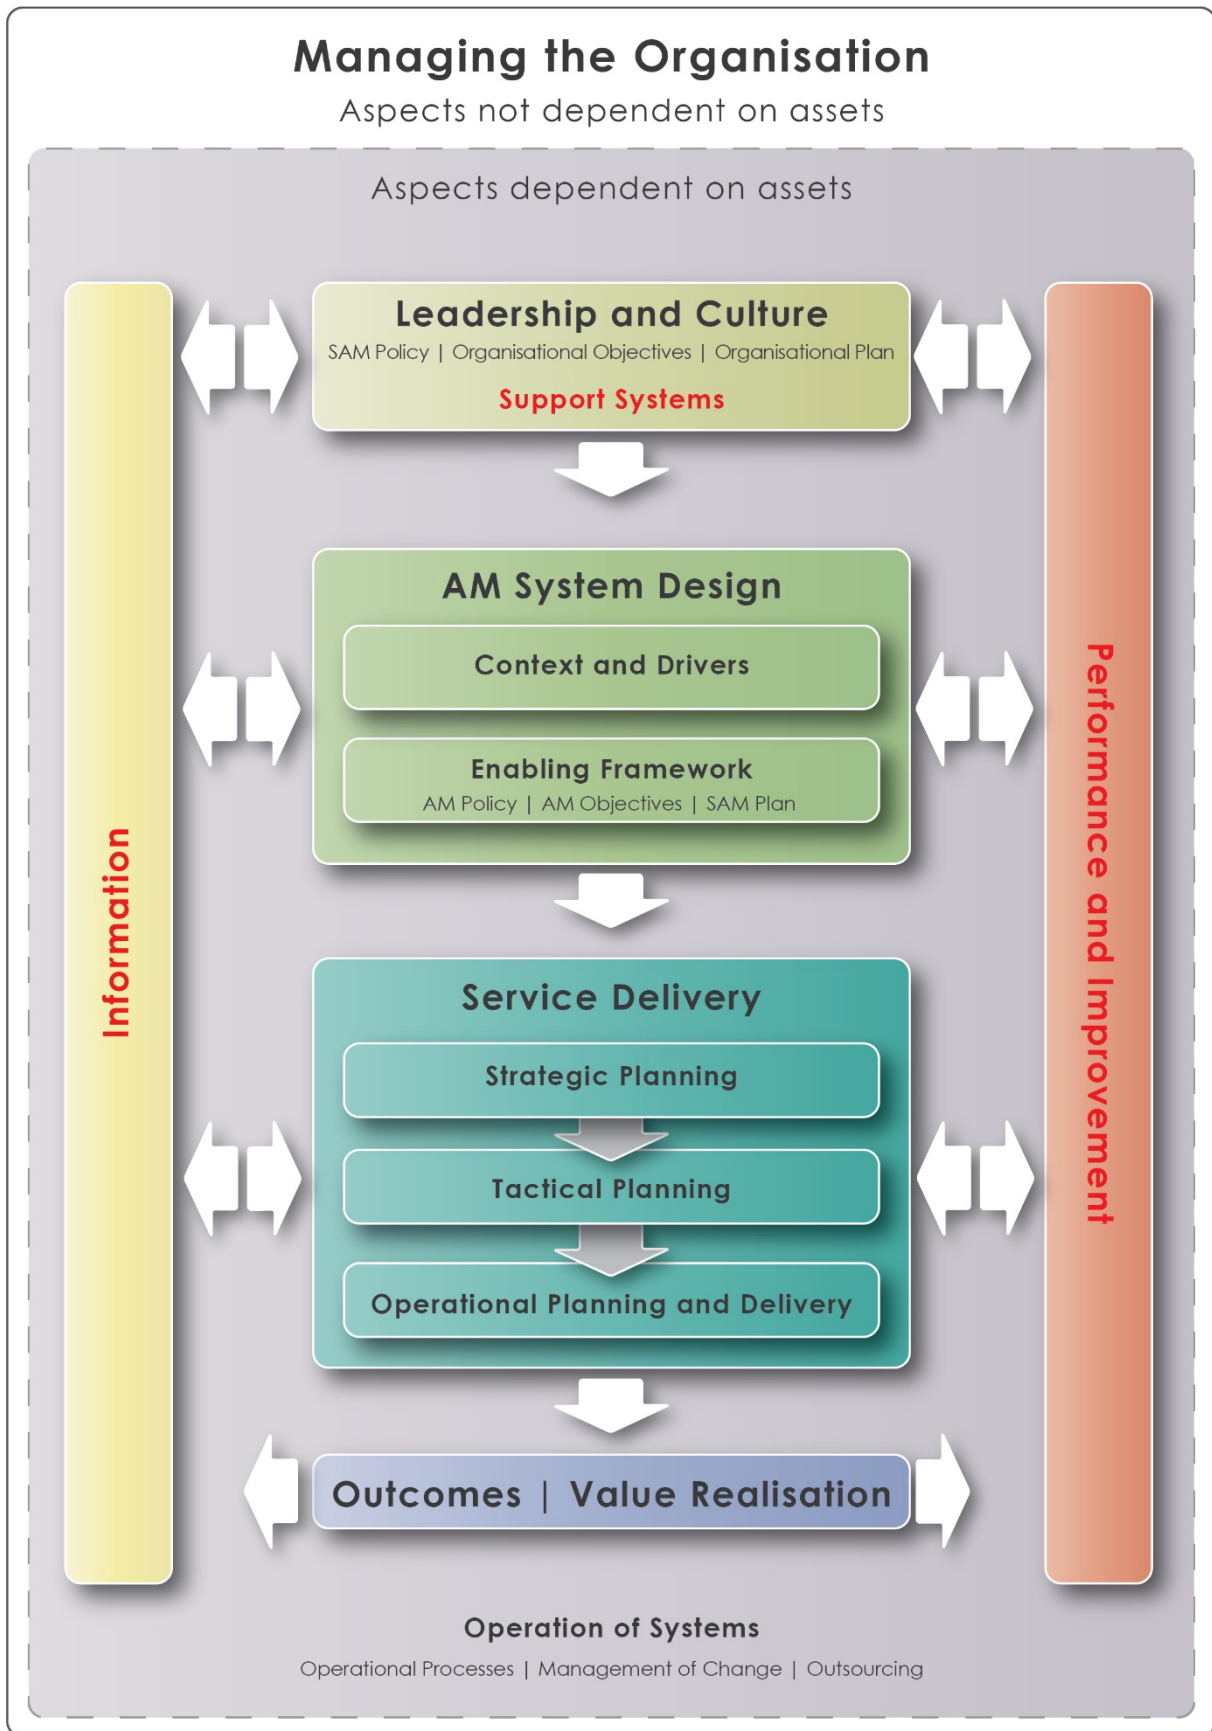 Managing the Organisation
Aspects not dependent on assets
Aspects dependent on assets
Leadership and Culture
SAM Policy | Organisational Objectives | Organisational Plan
Support Systems
AM System Design
Context and Drivers
Enabling Framework
AM Policy | AM Objectives | SAM Plan
Information
Performance and Improvement
Service Delivery
Strategic Planning
Tactical Planning
Operational Planning and Delivery
Outcomes | Value Realisation
Operation of Systems
Operational Processes | Management of Change | Outsourcing